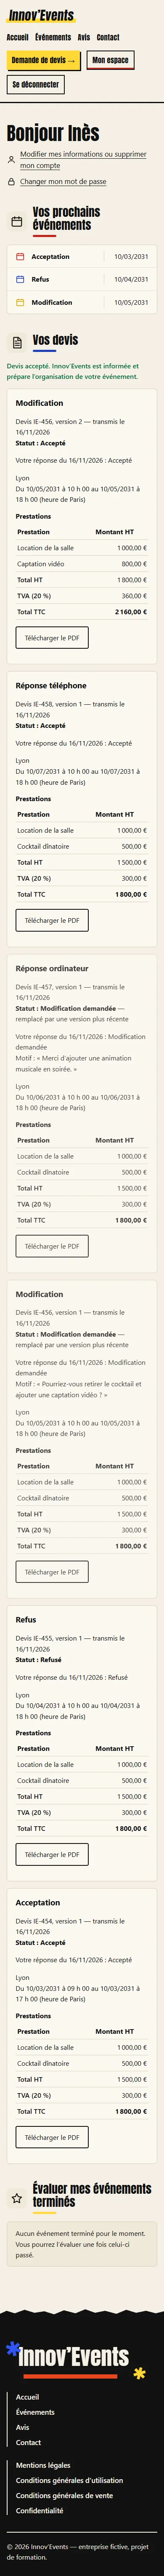 Innov'Events
Accueil Événements Avis Contact
Demande de devis → Mon espace
Se déconnecter
Bonjour Inès
Modifier mes informations ou supprimer
mon compte
Changer mon mot de passe
Vos prochains
événements
Acceptation 10/03/2031
Refus 10/04/2031
Modification 10/05/2031
Vos devis
Devis accepté. Innov'Events est informée et
prépare l'organisation de votre événement.
Modification
Devis IE-456, version 2 — transmis le
16/11/2026
Statut : Accepté
Votre réponse du 16/11/2026 : Accepté
Lyon
Du 10/05/2031 à 10 h 00 au 10/05/2031 à
18 h 00 (heure de Paris)
Prestations
Prestation Montant HT
Location de la salle 1 000,00 €
Captation vidéo 800,00 €
Total HT 1 800,00 €
TVA (20 %) 360,00 €
Total TTC 2 160,00 €
Télécharger le PDF
Réponse téléphone
Devis IE-458, version 1 — transmis le
16/11/2026
Statut : Accepté
Votre réponse du 16/11/2026 : Accepté
Lyon
Du 10/07/2031 à 10 h 00 au 10/07/2031 à
18 h 00 (heure de Paris)
Prestations
Prestation Montant HT
Location de la salle 1 000,00 €
Cocktail dînatoire 500,00 €
Total HT 1 500,00 €
TVA (20 %) 300,00 €
Total TTC 1 800,00 €
Télécharger le PDF
Réponse ordinateur
Devis IE-457, version 1 — transmis le
16/11/2026
Statut : Modification demandée —
remplacé par une version plus récente
Votre réponse du 16/11/2026 : Modification
demandée
Motif : « Merci d'ajouter une animation
musicale en soirée. »
Lyon
Du 10/06/2031 à 10 h 00 au 10/06/2031 à
18 h 00 (heure de Paris)
Prestations
Prestation Montant HT
Location de la salle 1 000,00 €
Cocktail dînatoire 500,00 €
Total HT 1 500,00 €
TVA (20 %) 300,00 €
Total TTC 1 800,00 €
Télécharger le PDF
Modification
Devis IE-456, version 1 — transmis le
16/11/2026
Statut : Modification demandée —
remplacé par une version plus récente
Votre réponse du 16/11/2026 : Modification
demandée
Motif : « Pourriez-vous retirer le cocktail et
ajouter une captation vidéo ? »
Lyon
Du 10/05/2031 à 10 h 00 au 10/05/2031 à
18 h 00 (heure de Paris)
Prestations
Prestation Montant HT
Location de la salle 1 000,00 €
Cocktail dînatoire 500,00 €
Total HT 1 500,00 €
TVA (20 %) 300,00 €
Total TTC 1 800,00 €
Télécharger le PDF
Refus
Devis IE-455, version 1 — transmis le
16/11/2026
Statut : Refusé
Votre réponse du 16/11/2026 : Refusé
Lyon
Du 10/04/2031 à 10 h 00 au 10/04/2031 à
18 h 00 (heure de Paris)
Prestations
Prestation Montant HT
Location de la salle 1 000,00 €
Cocktail dînatoire 500,00 €
Total HT 1 500,00 €
TVA (20 %) 300,00 €
Total TTC 1 800,00 €
Télécharger le PDF
Acceptation
Devis IE-454, version 1 — transmis le
16/11/2026
Statut : Accepté
Votre réponse du 16/11/2026 : Accepté
Lyon
Du 10/03/2031 à 09 h 00 au 10/03/2031 à
17 h 00 (heure de Paris)
Prestations
Prestation Montant HT
Location de la salle 1 000,00 €
Cocktail dînatoire 500,00 €
Total HT 1 500,00 €
TVA (20 %) 300,00 €
Total TTC 1 800,00 €
Télécharger le PDF
Évaluer mes événements
terminés
Aucun événement terminé pour le moment.
Vous pourrez l'évaluer une fois celui-ci
passé.
Innov'Events
Accueil
Événements
Avis
Contact
Mentions légales
Conditions générales d'utilisation
Conditions générales de vente
Confidentialité
© 2026 Innov'Events — entreprise fictive, projet
de formation.